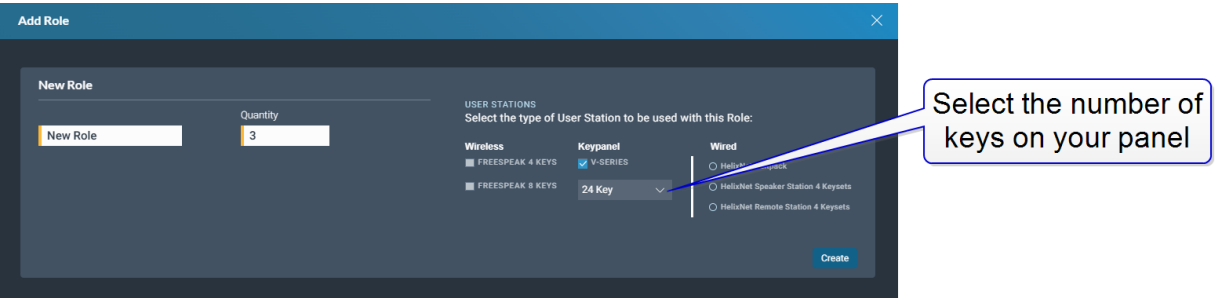 Add Role
New Role
Quantity
New Role
3
USER STATIONS
Select the type of User Station to be used with this Role:
Wireless
FREESPEAK 4 KEYS
FREESPEAK 8 KEYS
Keypanel
V-SERIES
24 Key
Wired
HelixNet
HelixNet Speaker Station 4 Keysets
HelixNet Remote Station 4 Keysets
Create
Select the number of
keys on your panel